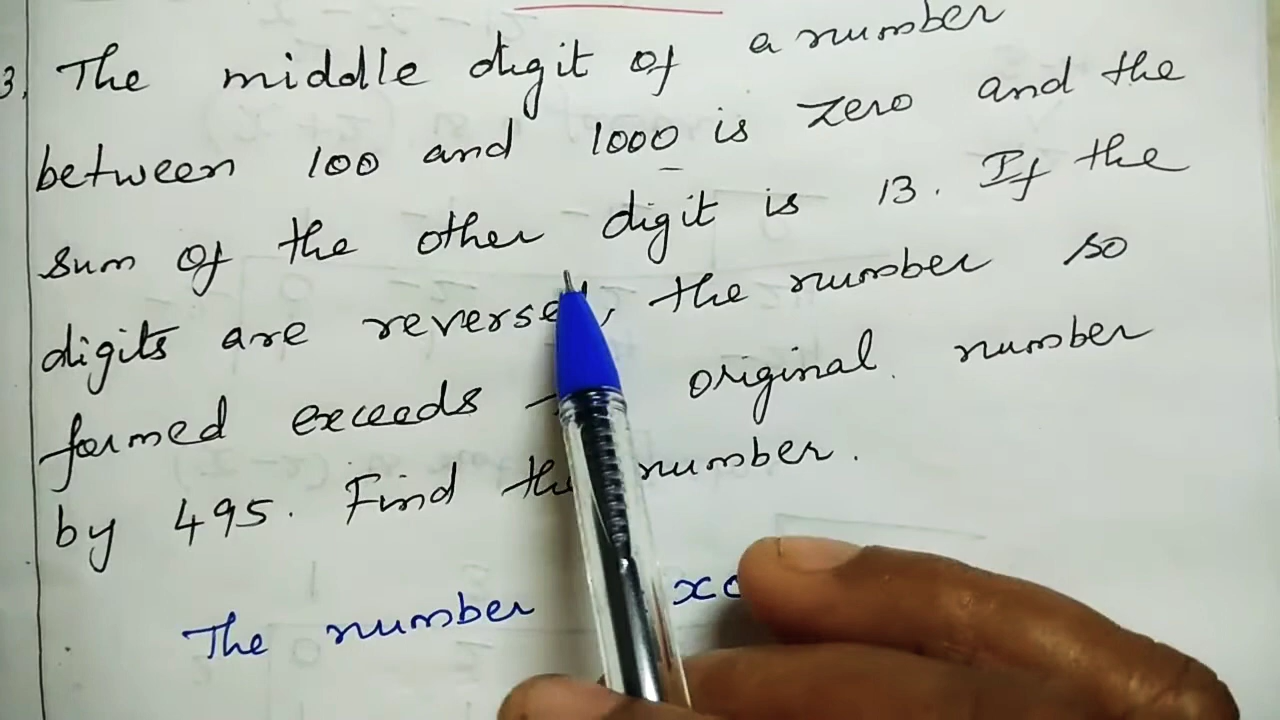 3. The middle digit of a number
between 100 and 1000 is zero and the
sum of the other digit is 13. If the
digits are reversed, the number so
formed exceeds original number
by 495. Find the number.
The number x0